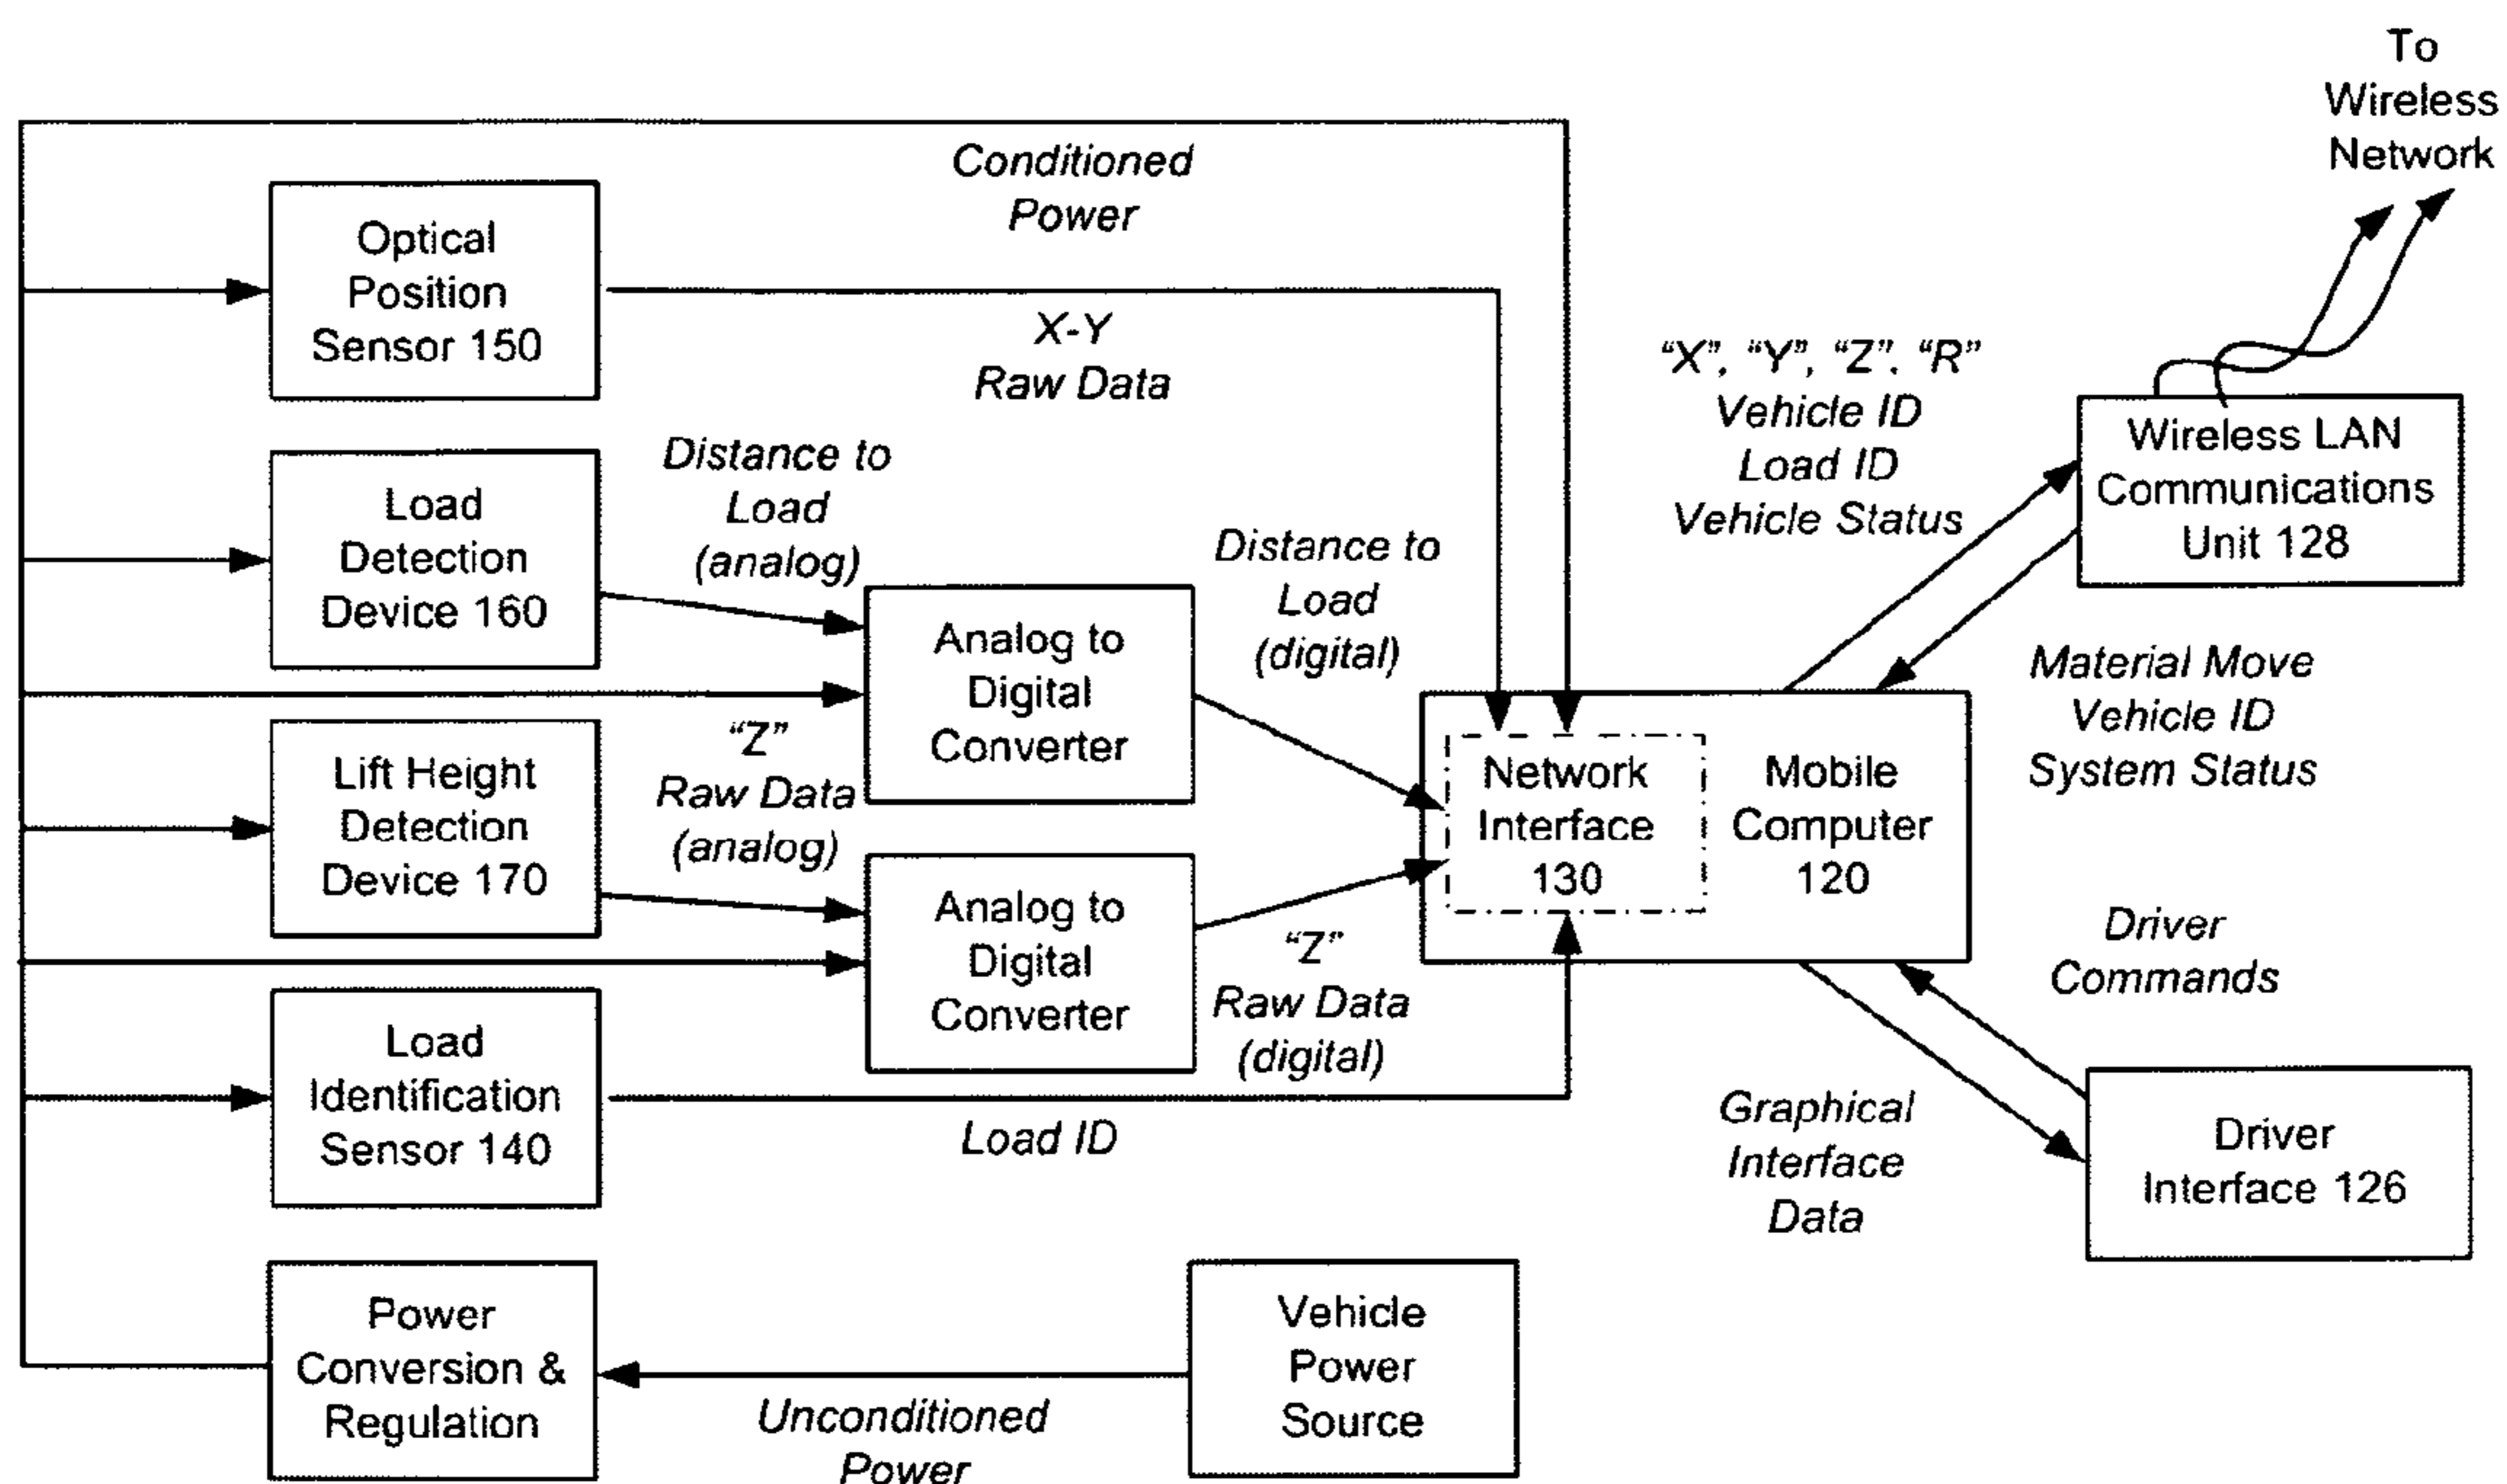 To
Wireless
Network
Conditioned
Power
Optical
Position
Sensor 150
X-Y
Raw Data
"X", "Y", "Z", "R"
Vehicle ID
Load ID
Vehicle Status
Wireless LAN
Communications
Unit 128
Load
Detection
Device 160
Distance to
Load
(analog)
Analog to
Digital
Converter
Distance to
Load
(digital)
Material Move
Vehicle ID
System Status
Lift Height
Detection
Device 170
"Z"
Raw Data
(analog)
Network
Interface
130
Mobile
Computer
120
Analog to
Digital
Converter
"Z"
Raw Data
(digital)
Driver
Commands
Load
Identification
Sensor 140
Load ID
Graphical
Interface
Data
Driver
Interface 126
Power
Conversion &
Regulation
Unconditioned
Power
Vehicle
Power
Source